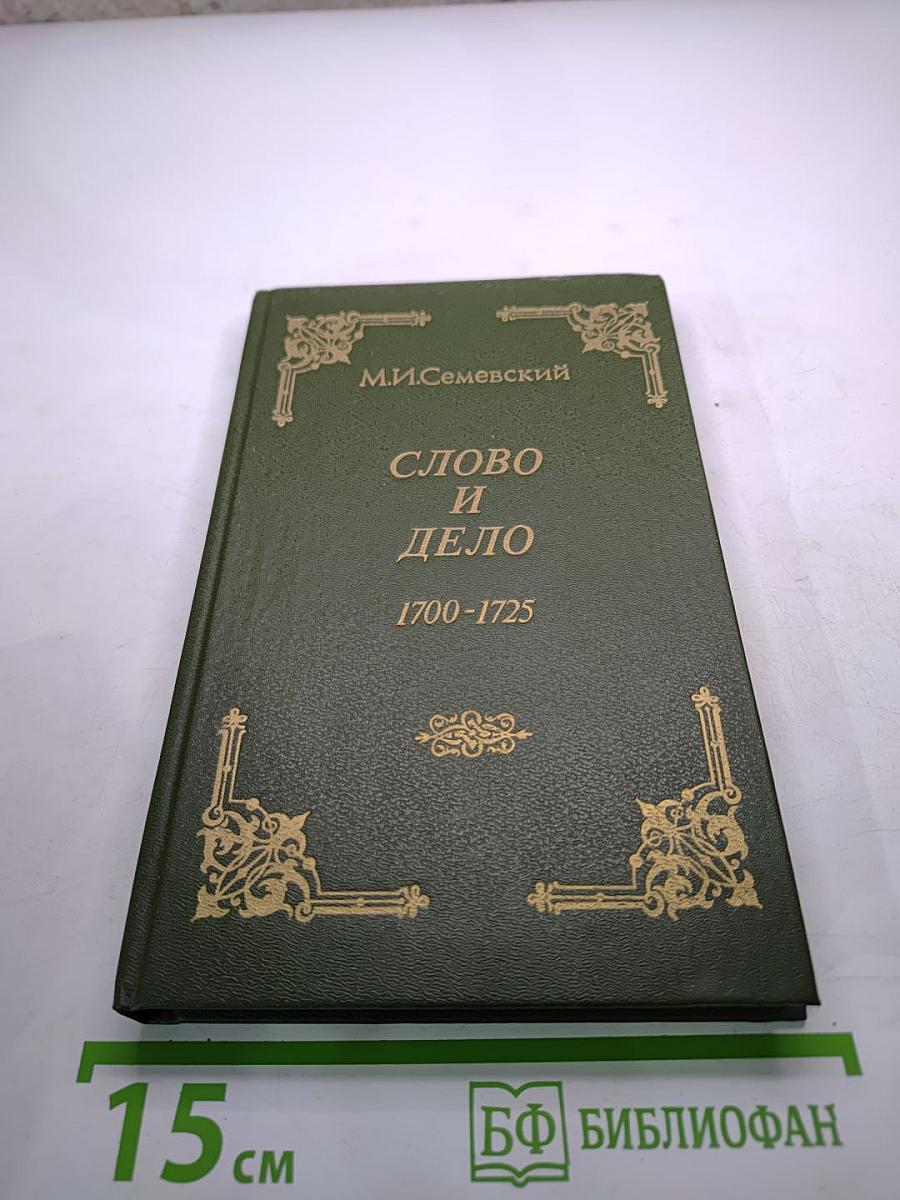 М.И.Семевский
СЛОВО
И
ДЕЛО
1700-1725
15 см
БФ БИБЛИОФАН